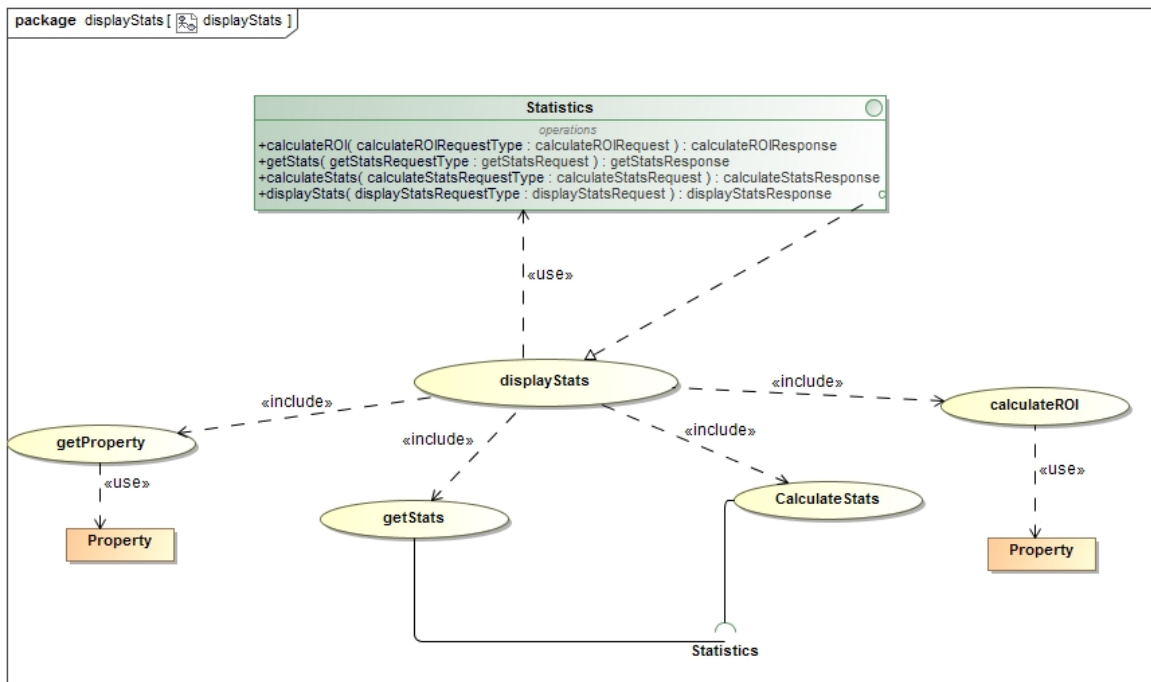 package displayStats [ displayStats ]
Statistics
operations
+calculateROI( calculateROIRequestType : calculateROIRequest ) : calculateROIResponse
+getStats( getStatsRequestType : getStatsRequest ) : getStatsResponse
+calculateStats( calculateStatsRequestType : calculateStatsRequest ) : calculateStatsResponse
+displayStats( displayStatsRequestType : displayStatsRequest ) : displayStatsResponse
«use»
displayStats
«include»
«include»
«include»
«include»
getProperty
calculateROI
«use»
«use»
getStats
CalculateStats
Property
Property
Statistics